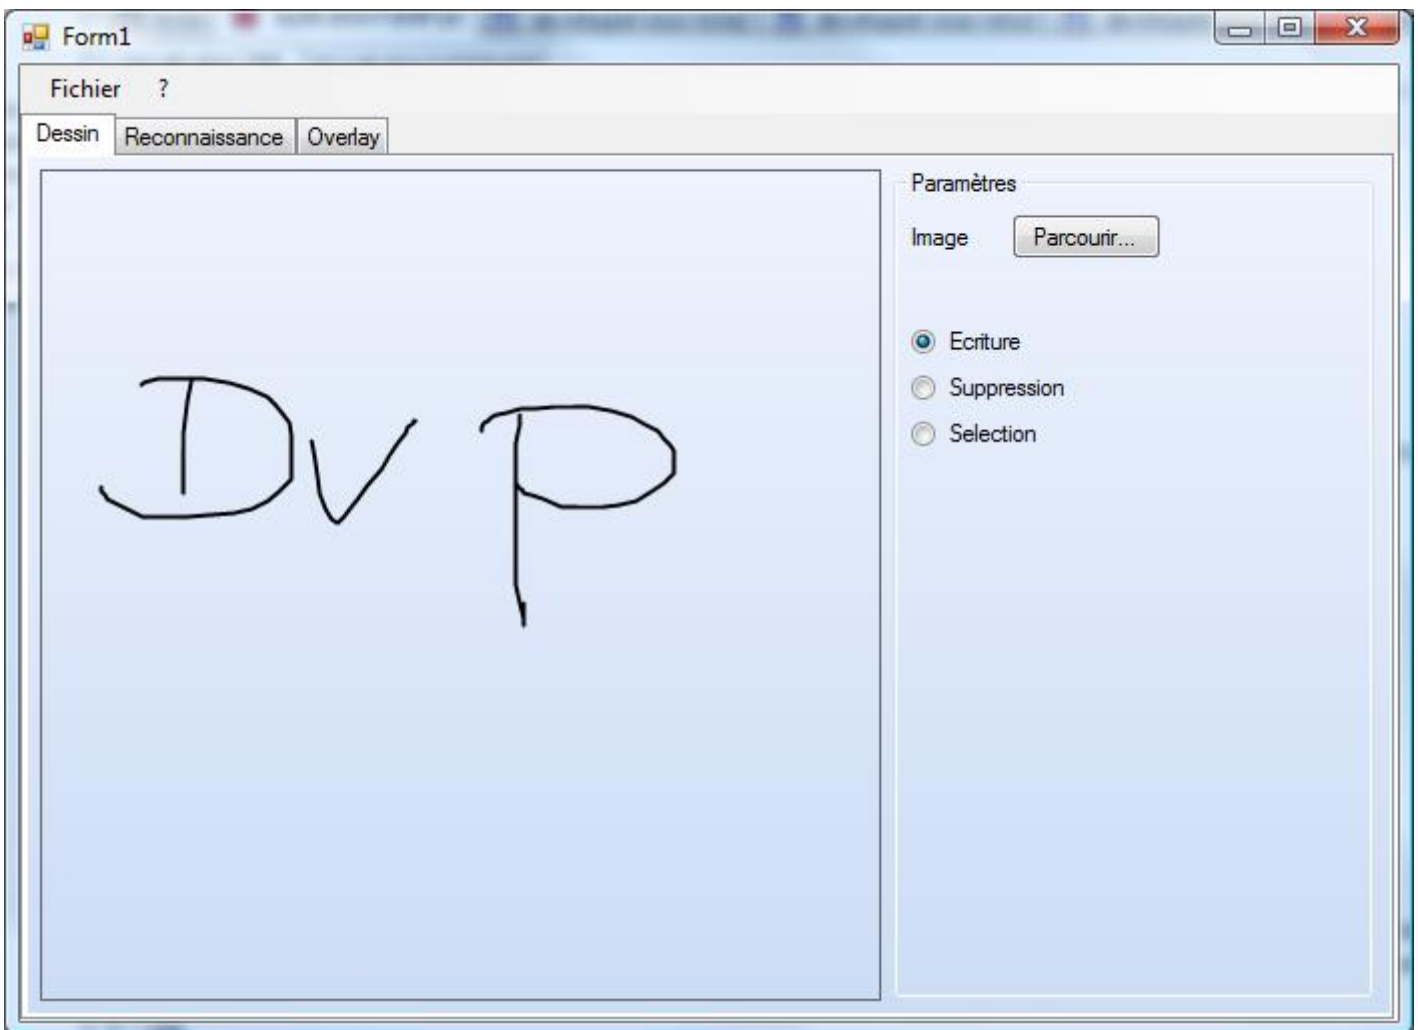 Form1
Fichier ?
Dessin Reconnaissance Overlay
Paramètres
Image Parcourir...
Ecriture
Suppression
Selection
Dvp